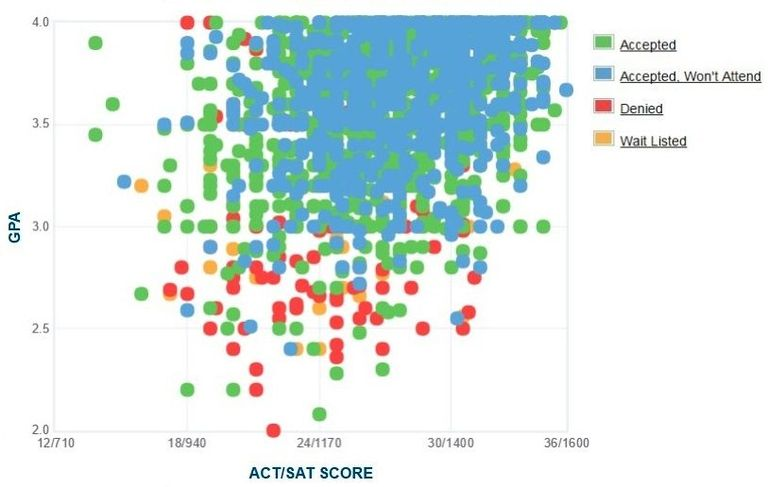 4.0
Accepted
Accepted, Won't Attend
3.5
Denied
Wait Listed
GPA
3.0
2.5
2.0
12/710 18/940 24/1170 30/1400 36/1600
ACT/SAT SCORE